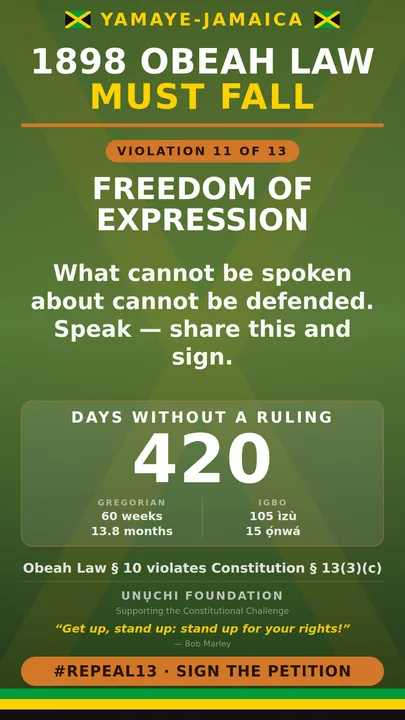 YAMAYE-JAMAICA
1898 OBEAH LAW
MUST FALL
VIOLATION 11 OF 13
FREEDOM OF
EXPRESSION
What cannot be spoken
about cannot be defended.
Speak — share this and
sign.
DAYS WITHOUT A RULING
420
GREGORIAN
60 weeks
13.8 months
IGBO
105 ìzù
15 ọ́nwá
Obeah Law § 10 violates Constitution § 13(3)(c)
UNỤCHI FOUNDATION
Supporting the Constitutional Challenge
“Get up, stand up: stand up for your rights!”
— Bob Marley
#REPEAL13 · SIGN THE PETITION